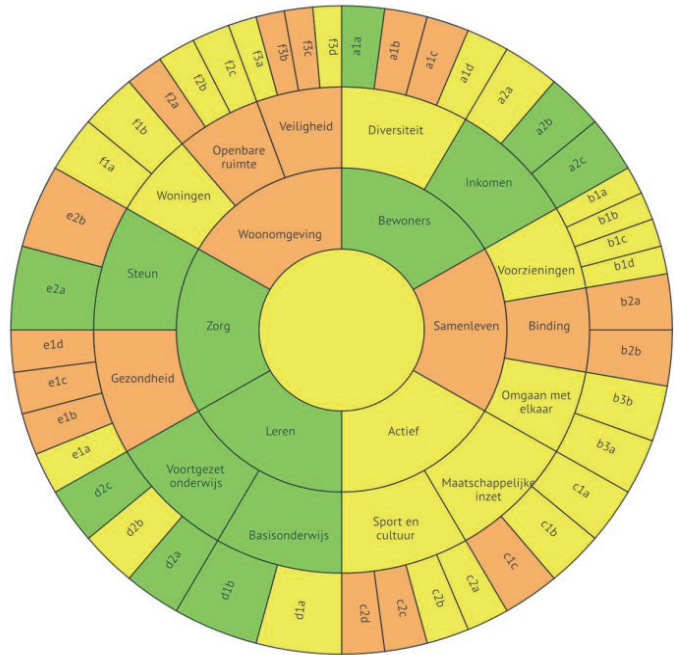 a1a
a1b
a1c
a1d
a2a
a2b
a2c
b1a
b1b
b1c
b1d
b2a
b2b
b3b
b3a
c1a
c1b
c1c
c2a
c2b
c2c
c2d
d1a
d1b
d2a
d2b
d2c
e1a
e1b
e1c
e1d
e2a
e2b
f1a
f1b
f2a
f2b
f2c
f3a
f3b
f3c
f3d
Diversiteit
Inkomen
Voorzieningen
Binding
Omgaan met
elkaar
Maatschappelijke
inzet
Sport en
cultuur
Basisonderwijs
Voortgezet
onderwijs
Gezondheid
Steun
Woningen
Openbare
ruimte
Veiligheid
Bewoners
Samenleven
Actief
Leren
Zorg
Woonomgeving